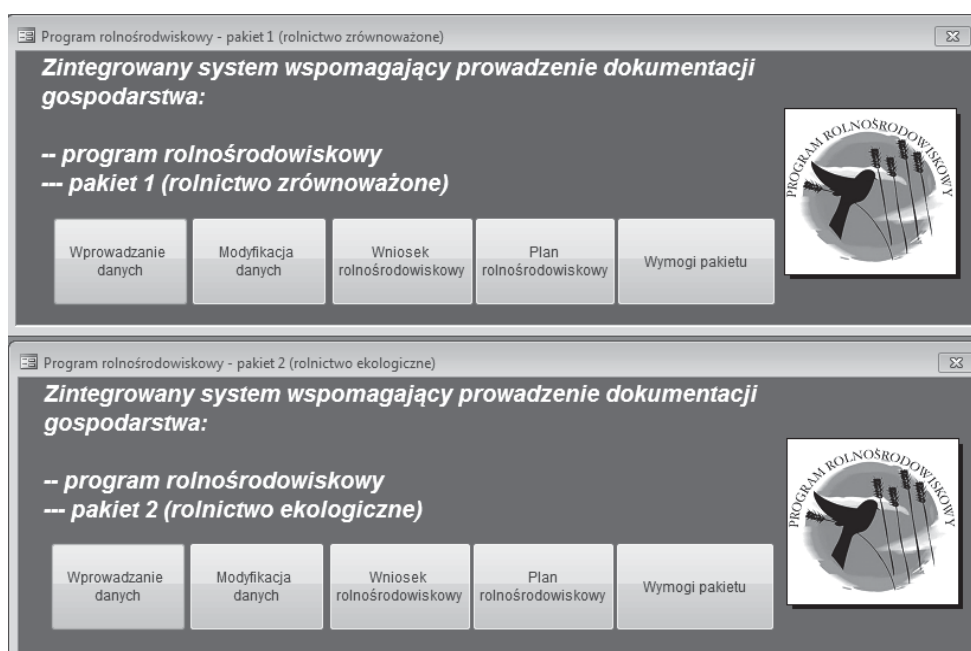 Program rolnośrodwiskowy - pakiet 1 (rolnictwo zrównoważone)
Zintegrowany system wspomagający prowadzenie dokumentacji
gospodarstwa:
-- program rolnośrodowiskowy
--- pakiet 1 (rolnictwo zrównoważone)
PROGRAM ROLNOŚRODOWISKOWY
Wprowadzanie
danych
Modyfikacja
danych
Wniosek
rolnośrodowiskowy
Plan
rolnośrodowiskowy
Wymogi pakietu
Program rolnośrodowiskowy - pakiet 2 (rolnictwo ekologiczne)
Zintegrowany system wspomagający prowadzenie dokumentacji
gospodarstwa:
-- program rolnośrodowiskowy
--- pakiet 2 (rolnictwo ekologiczne)
PROGRAM ROLNOŚRODOWISKOWY
Wprowadzanie
danych
Modyfikacja
danych
Wniosek
rolnośrodowiskowy
Plan
rolnośrodowiskowy
Wymogi pakietu